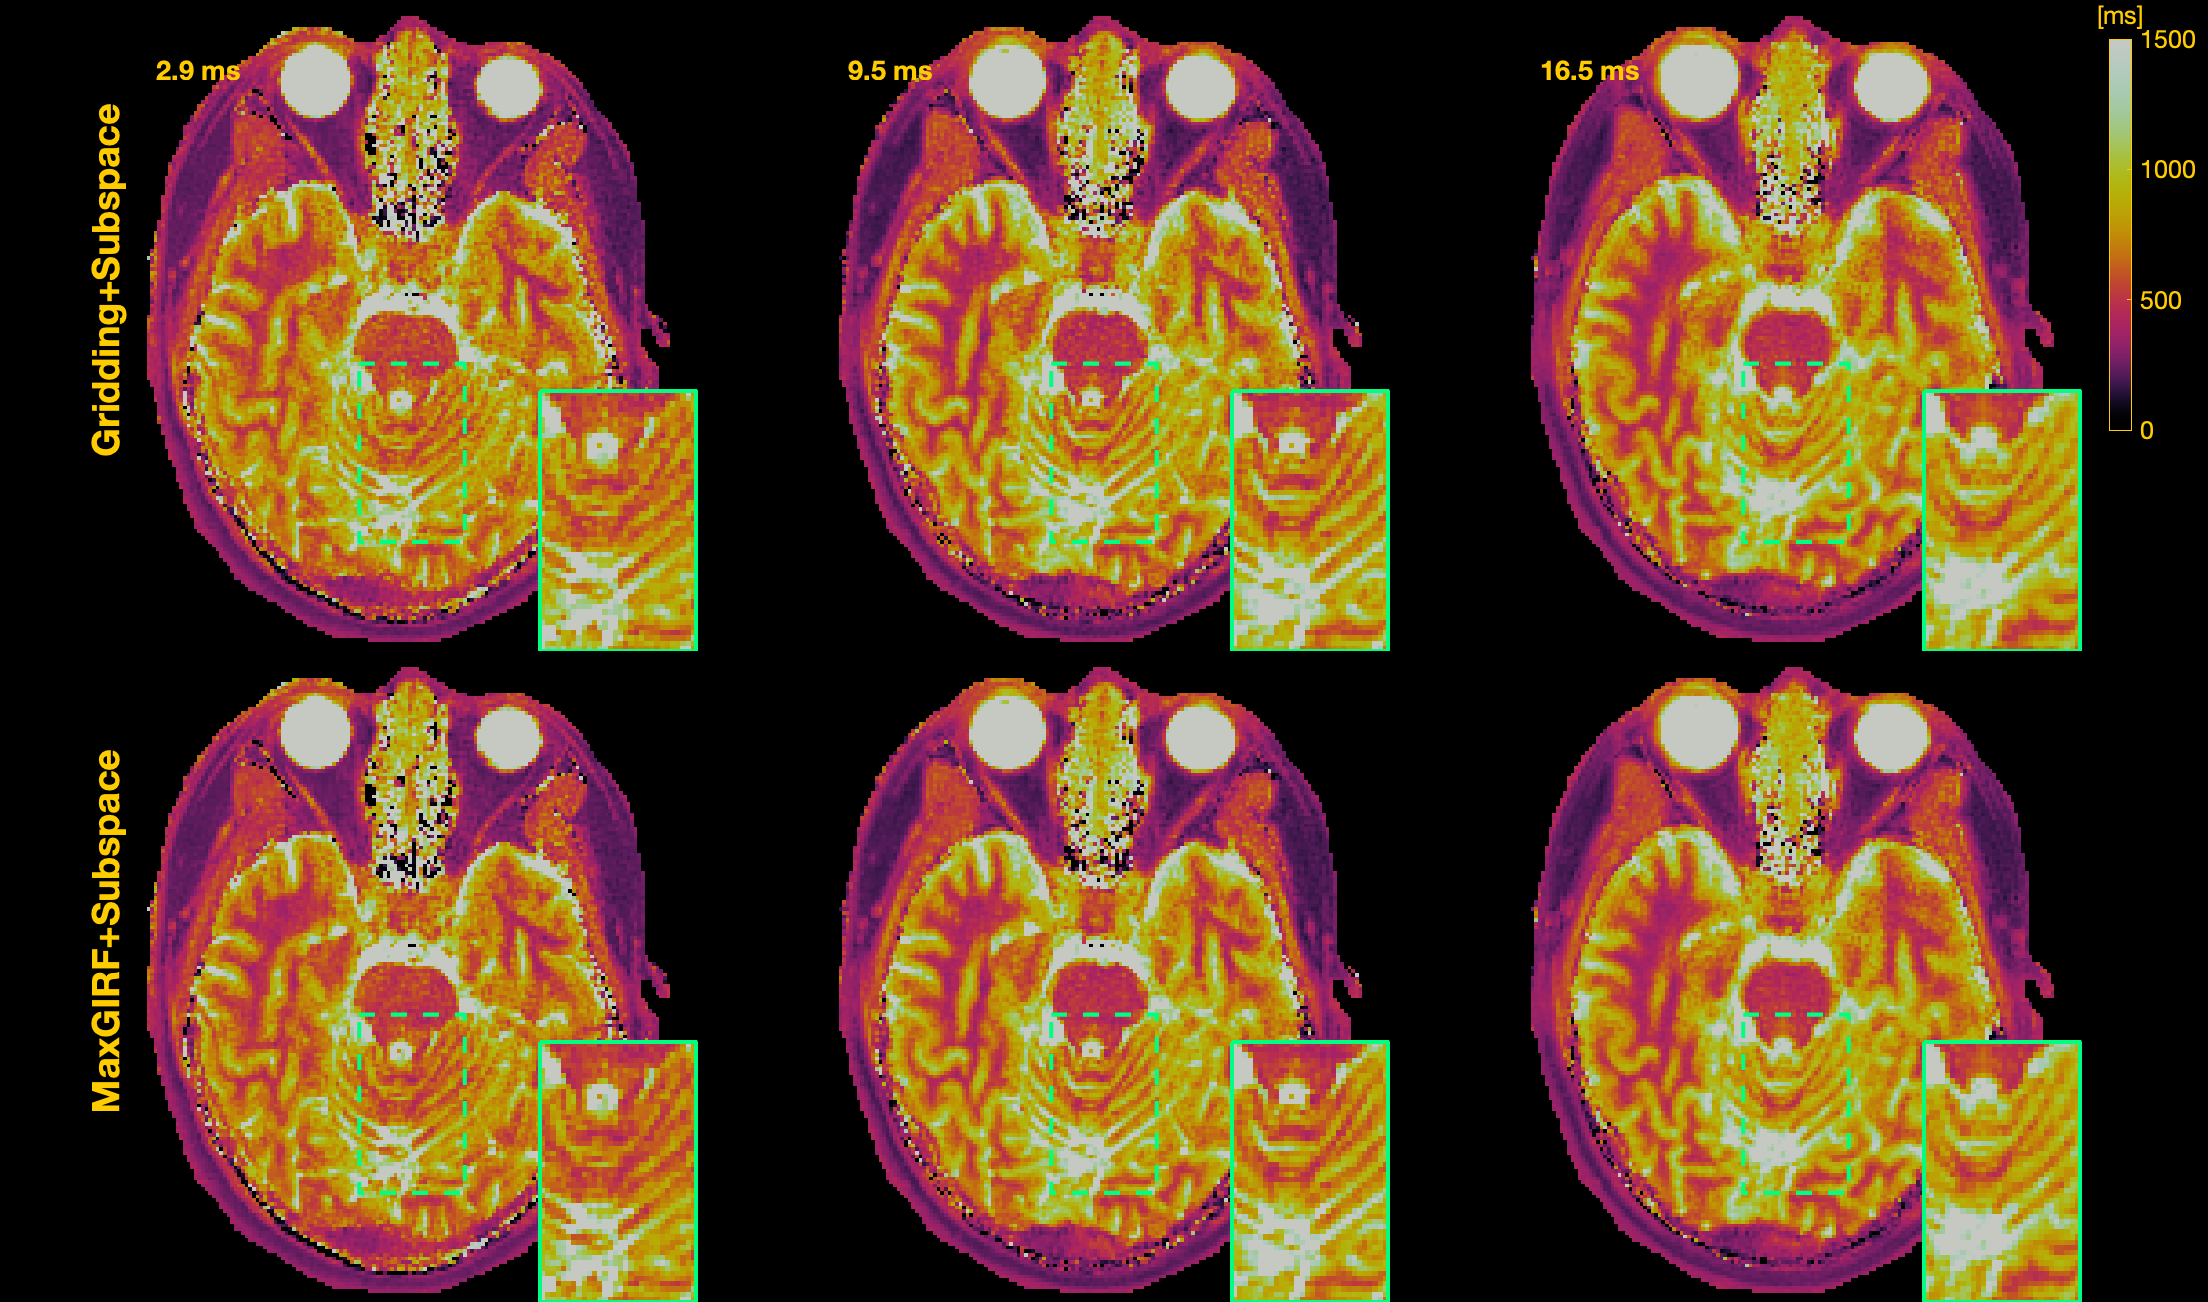 [ms]
2.9 ms
9.5 ms
16.5 ms
1500
1000
500
0
Gridding+Subspace
MaxGIRF+Subspace